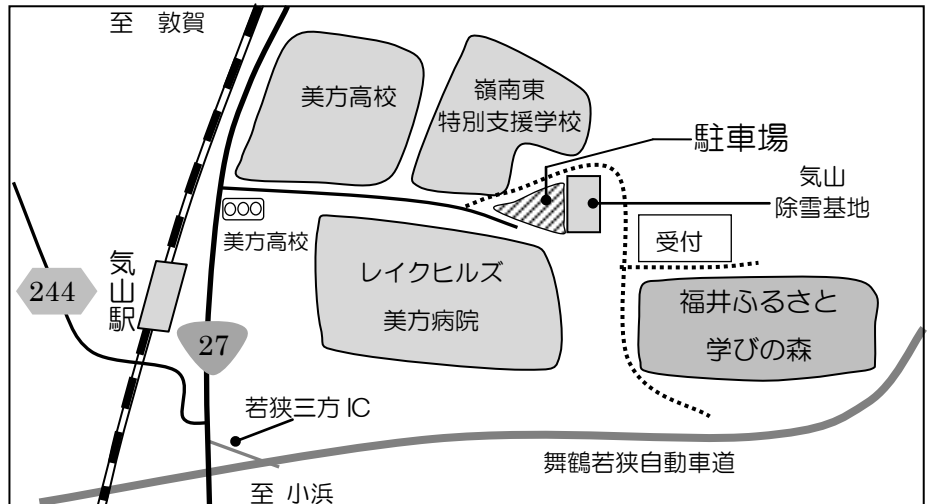 至 敦賀
美方高校
嶺南東
特別支援学校
駐車場
気山
除雪基地
美方高校
受付
レイクヒルズ
美方病院
福井ふるさと
学びの森
244
気山駅
27
若狭三方 IC
舞鶴若狭自動車道
至 小浜